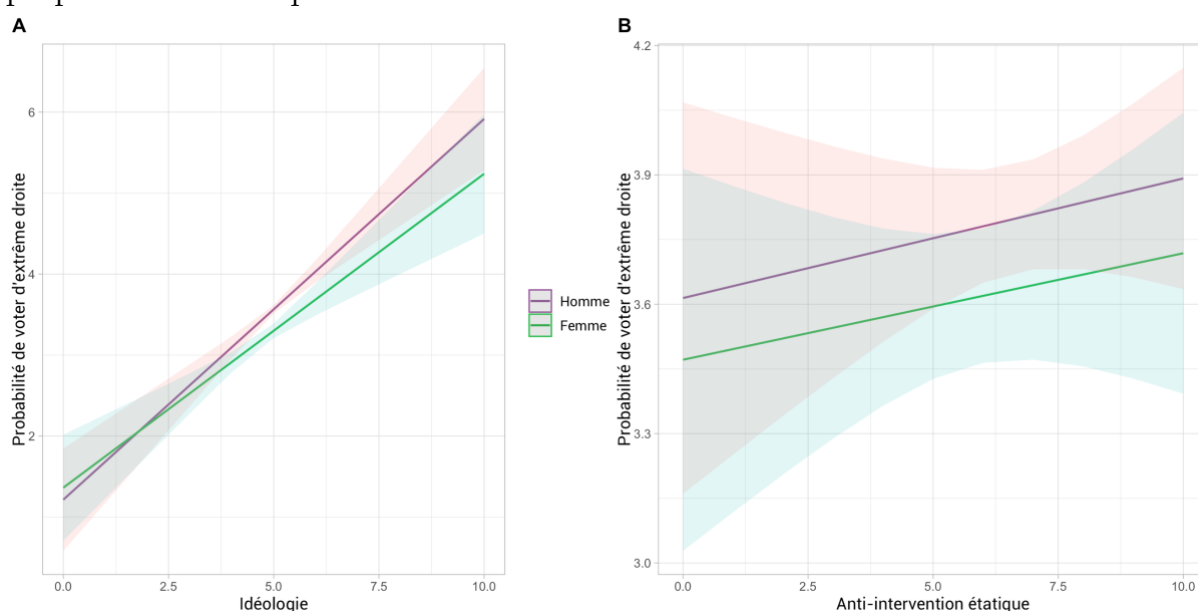 A
Probabilité de voter d'extrême droite
6
4
2
0.0 2.5 5.0 7.5 10.0
Idéologie
Homme
Femme
B
Probabilité de voter d'extrême droite
4.2
3.9
3.6
3.3
3.0
0.0 2.5 5.0 7.5 10.0
Anti-intervention étatique